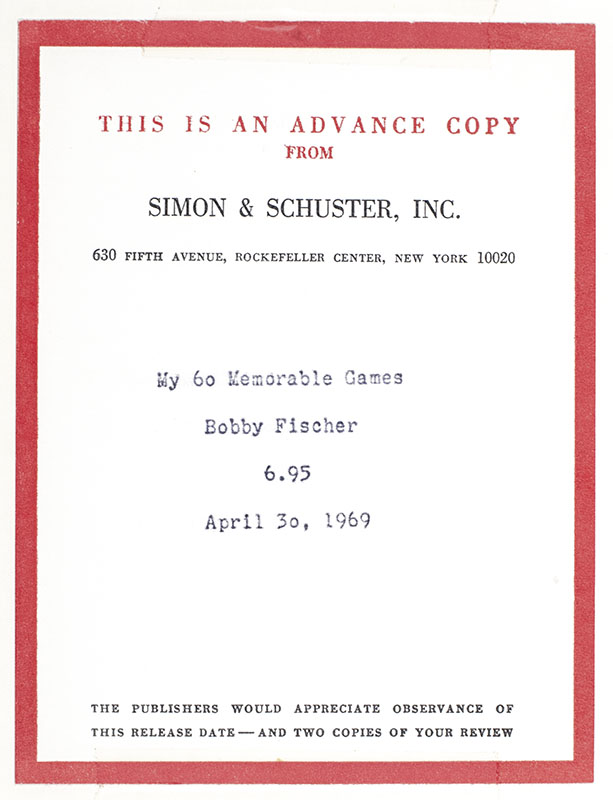 THIS IS AN ADVANCE COPY
FROM
SIMON & SCHUSTER, INC.
630 FIFTH AVENUE, ROCKEFELLER CENTER, NEW YORK 10020
My 6o Memorable Games
Bobby Fischer
6.95
April 3o, 1969
THE PUBLISHERS WOULD APPRECIATE OBSERVANCE OF
THIS RELEASE DATE—AND TWO COPIES OF YOUR REVIEW